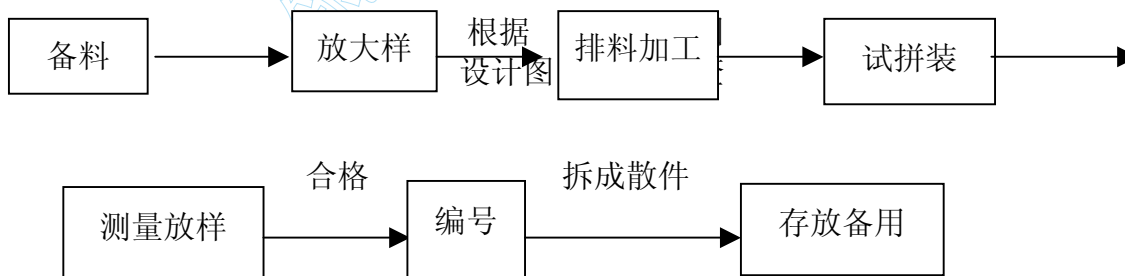 备料
放大样
根据
设计图
排料加工
试拼装
测量放样
合格
编号
拆成散件
存放备用